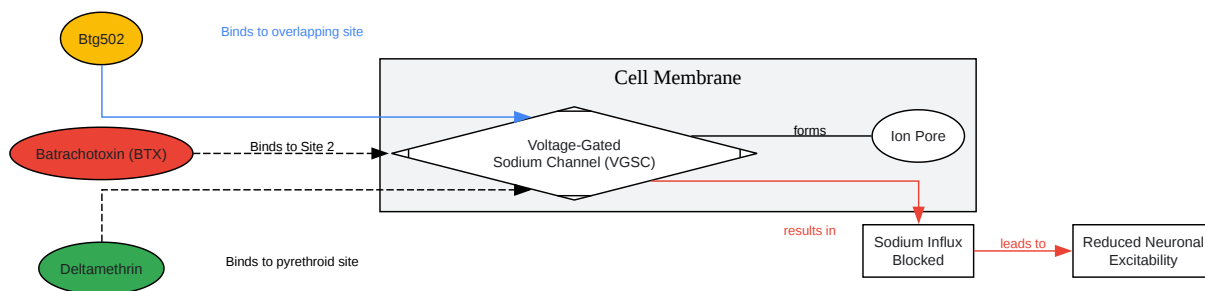 Btg502
Binds to overlapping site
Cell Membrane
Batrachotoxin (BTX)
Binds to Site 2
Voltage-Gated
Sodium Channel (VGSC)
forms
Ion Pore
results in
Sodium Influx
Blocked
leads to
Reduced Neuronal
Excitability
Deltamethrin
Binds to pyrethroid site